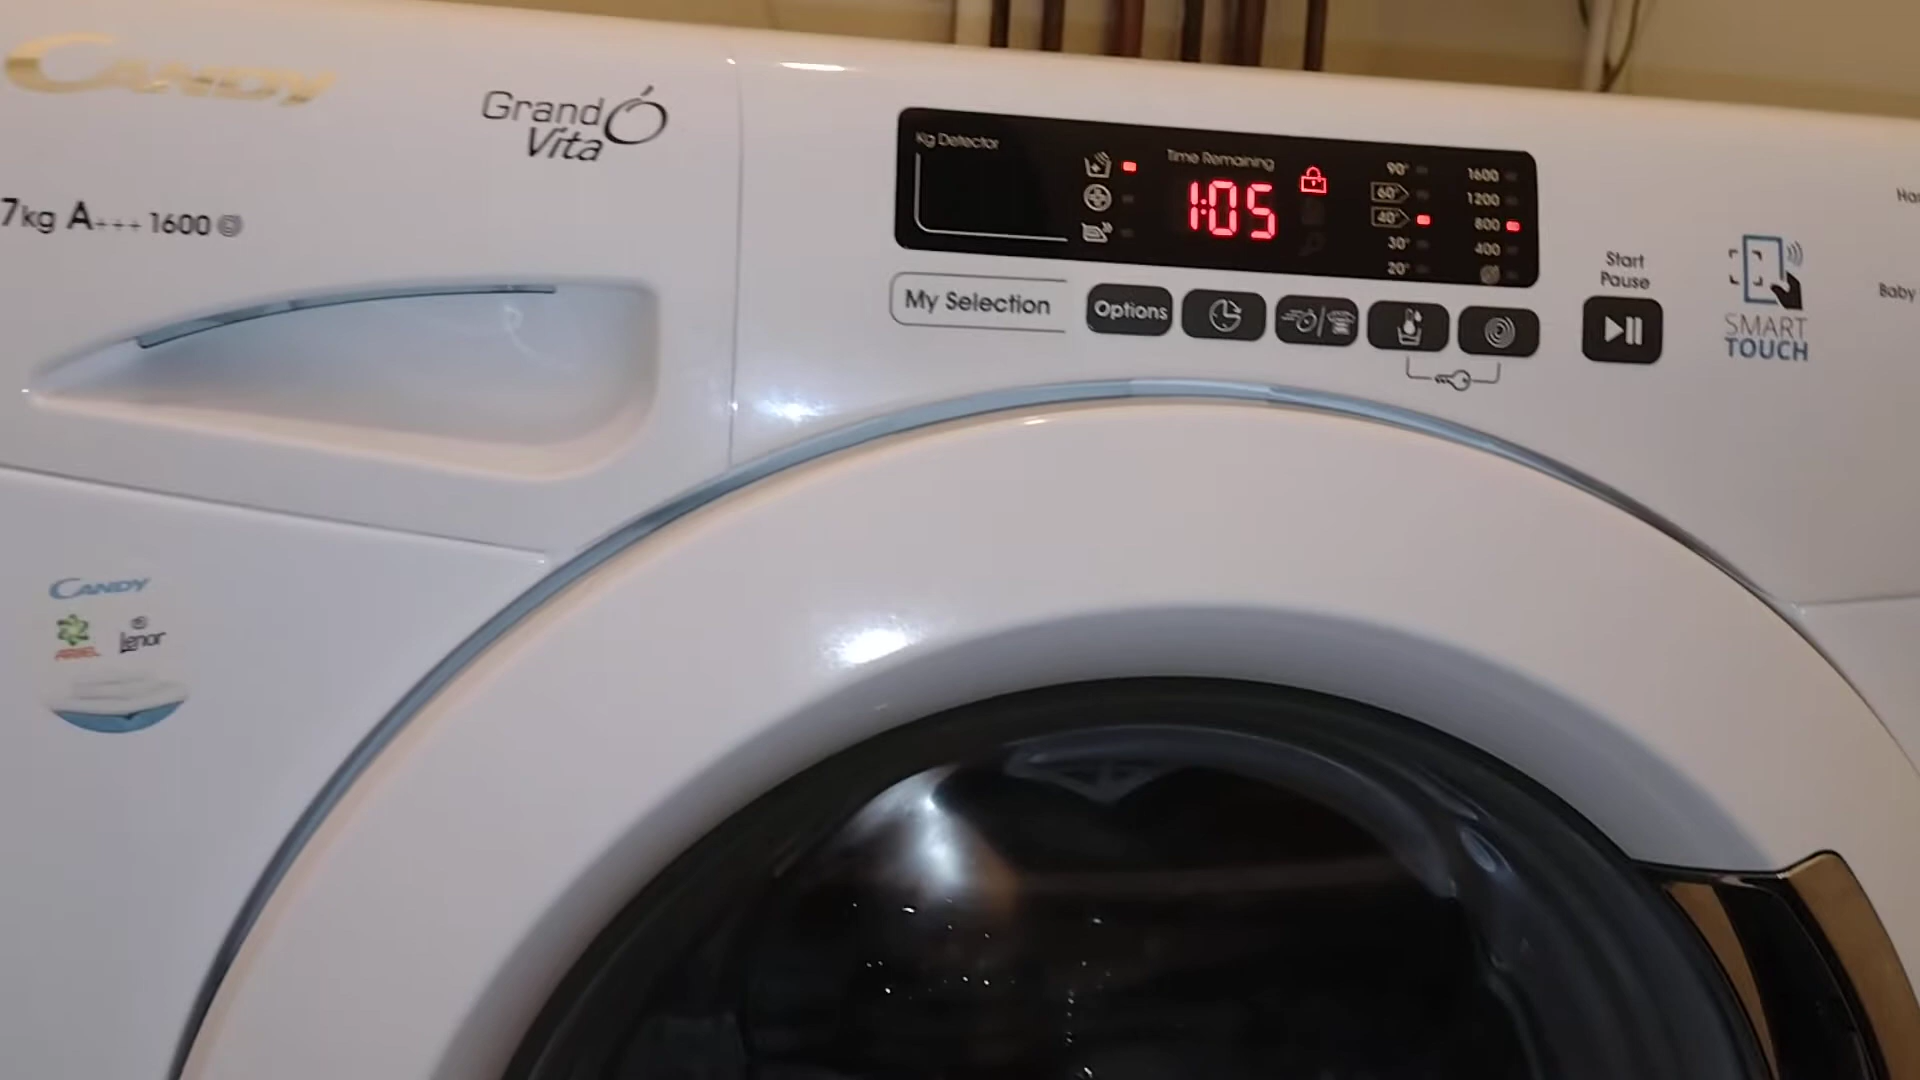 CANDY
Grand Vita
7kg A+++ 1600
Kg Detector
Time Remaining
1:05
90°
60°
40°
30°
20°
1600
1200
800
400
My Selection
Options
Start
Pause
SMART
TOUCH
Baby
CANDY
ARIEL
Lenor